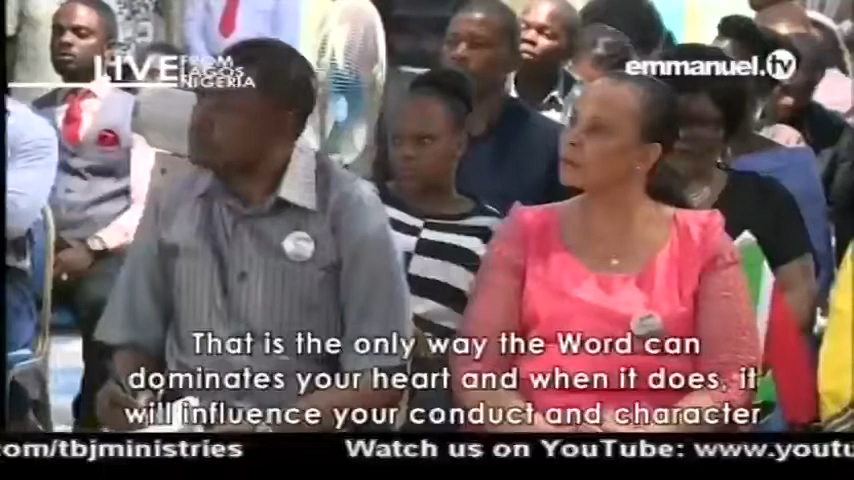 LIVE FROM
LAGOS
NIGERIA
emmanuel.tv
That is the only way the Word can
dominates your heart and when it does, it
will influence your conduct and character
com/tbjministries
Watch us on YouTube: www.youtu